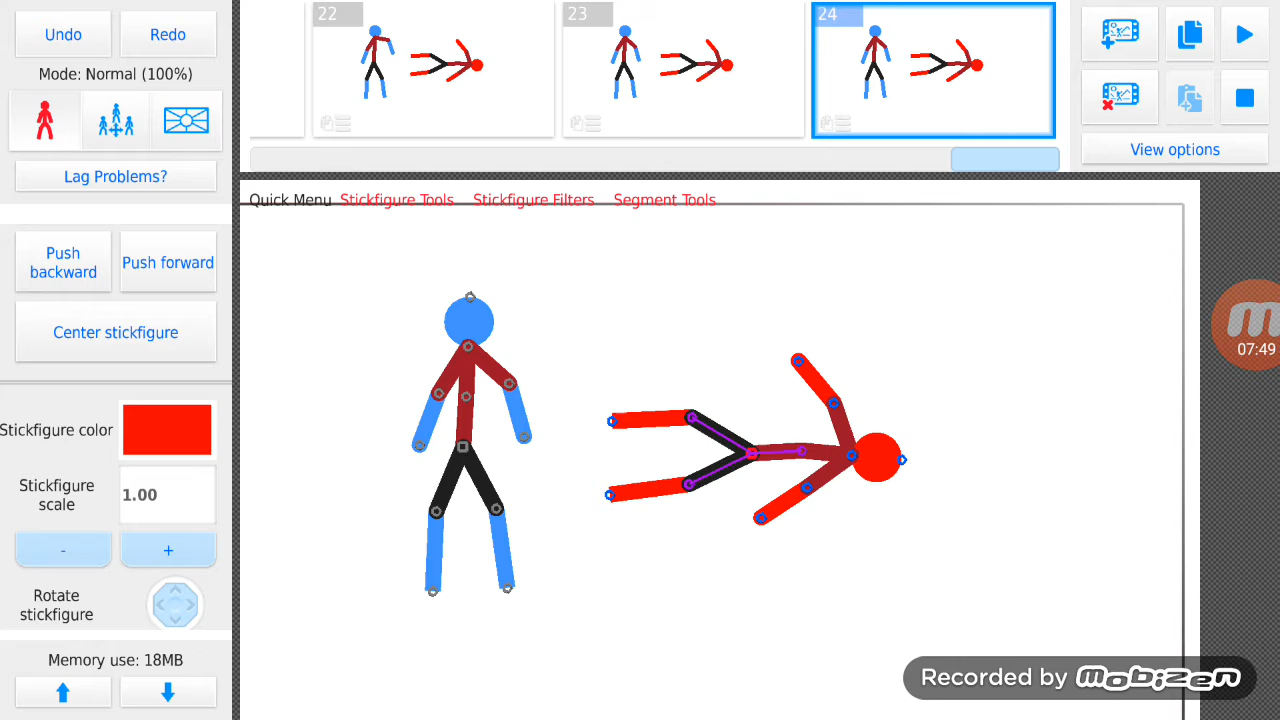 Undo
Redo
Mode: Normal (100%)
Lag Problems?
Push backward
Push forward
Center stickfigure
Stickfigure color
Stickfigure scale
1.00
-
+
Rotate stickfigure
Memory use: 18MB
22
23
24
View options
Quick Menu Stickfigure Tools Stickfigure Filters Segment Tools
07:49
Recorded by mobizen